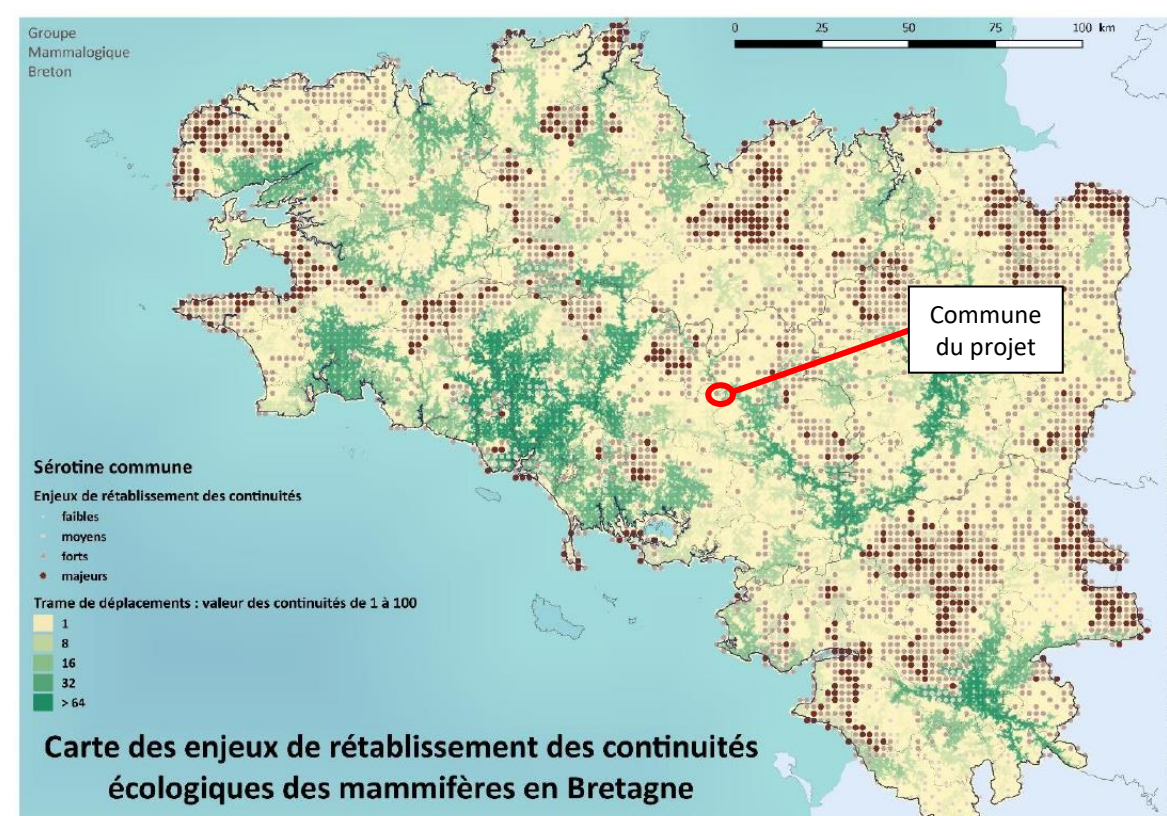 Groupe
Mammalogique
Breton
0 25 50 75 100 km
Commune
du projet
Sérotine commune
Enjeux de rétablissement des continuités
faibles
moyens
forts
majeurs
Trame de déplacements : valeur des continuités de 1 à 100
1
8
16
32
> 64
Carte des enjeux de rétablissement des continuités
écologiques des mammifères en Bretagne